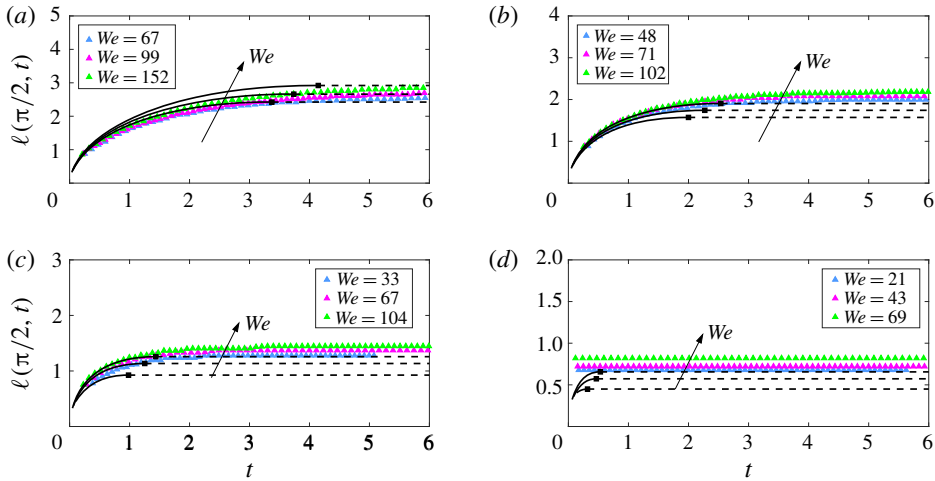 (a)
5
4
3
2
1
0
1 2 3 4 5 6
ℓ(π/2, t)
We = 67
We = 99
We = 152
We
(b)
4
3
2
1
0
1 2 3 4 5 6
We = 48
We = 71
We = 102
We
(c)
3
2
1
0
1 2 3 4 5 6
ℓ(π/2, t)
t
We = 33
We = 67
We = 104
We
(d)
2.0
1.5
1.0
0.5
0
1 2 3 4 5 6
t
We = 21
We = 43
We = 69
We